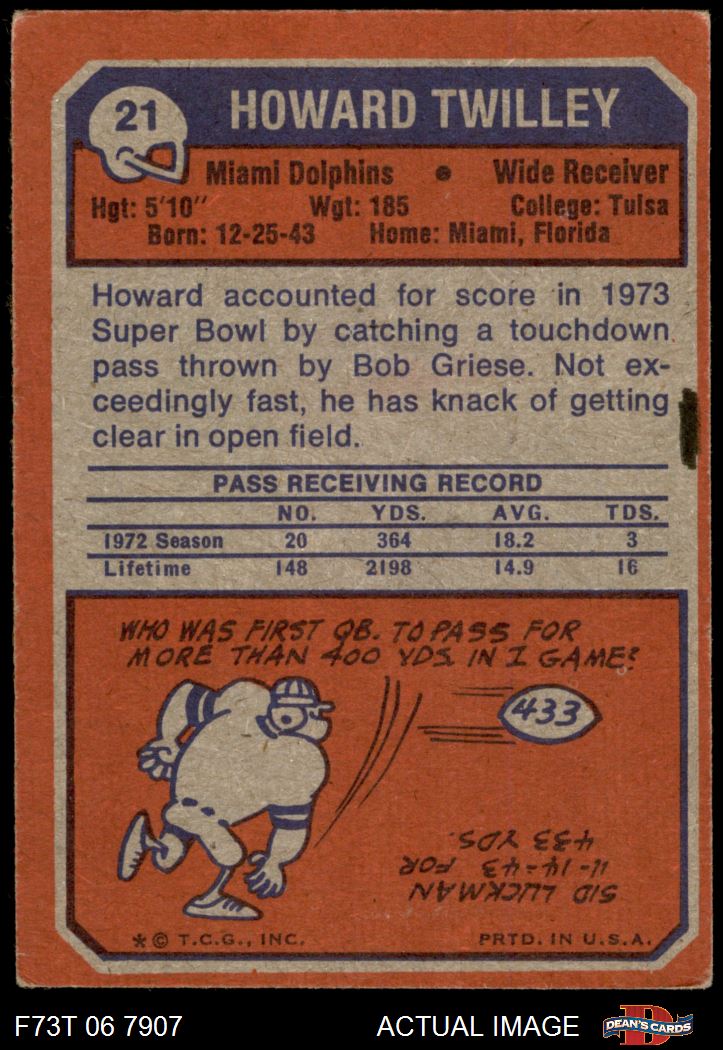 21
HOWARD TWILLEY
Miami Dolphins • Wide Receiver
Hgt: 5'10" Wgt: 185 College: Tulsa
Born: 12-25-43 Home: Miami, Florida
Howard accounted for score in 1973
Super Bowl by catching a touchdown
pass thrown by Bob Griese. Not ex-
ceedingly fast, he has knack of getting
clear in open field.
PASS RECEIVING RECORD
NO. YDS. AVG. TDS.
1972 Season 20 364 18.2 3
Lifetime 148 2198 14.9 16
WHO WAS FIRST QB. TO PASS FOR
MORE THAN 400 YDS. IN 1 GAME?
433
SID LUCKMAN
11-14-43 FOR
433 YDS.
* © T.C.G., INC. PRTD. IN U.S.A.
F73T 06 7907 ACTUAL IMAGE
D
DEAN'S CARDS